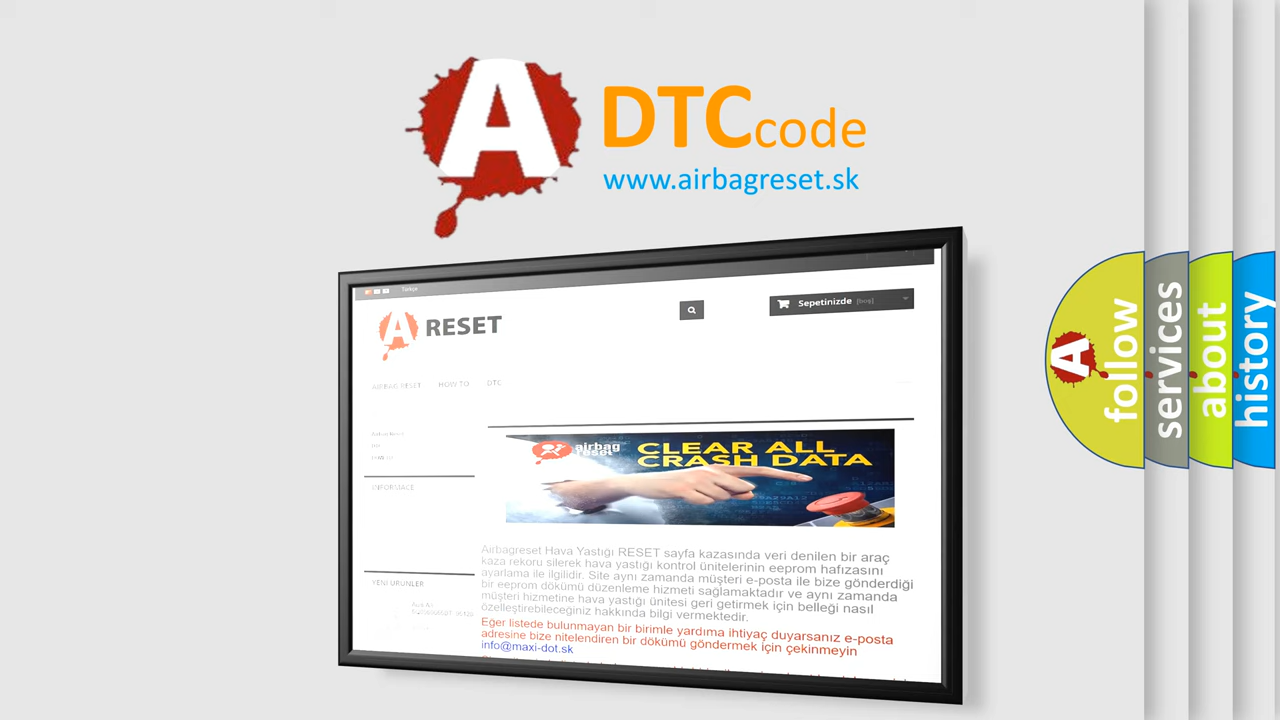 A DTC code
www.airbagreset.sk
Türkçe
A RESET
Sepetinizde [boş]
AIRBAG RESET HOW TO DTC
INFORMACE
airbag
reset
CLEAR ALL
CRASH DATA
Airbagreset Hava Yastığı RESET sayfa kazasında veri denilen bir araç
kaza rekoru silerek hava yastığı kontrol ünitelerinin eeprom hafızasını
ayarlama ile ilgilidir. Site aynı zamanda müşteri e-posta ile bize gönderdiği
bir eeprom dökümü düzenleme hizmeti sağlamaktadır ve aynı zamanda
müşteri hizmetine hava yastığı ünitesi geri getirmek için belleği nasıl
özelleştirebileceğiniz hakkında bilgi vermektedir.
Eğer listede bulunmayan bir birimle yardıma ihtiyaç duyarsanız e-posta
adresine bize nitelendiren bir dökümü göndermek için çekinmeyin
info@maxi-dot.sk
YENI ÜRÜNLER
A follow
services
about
history